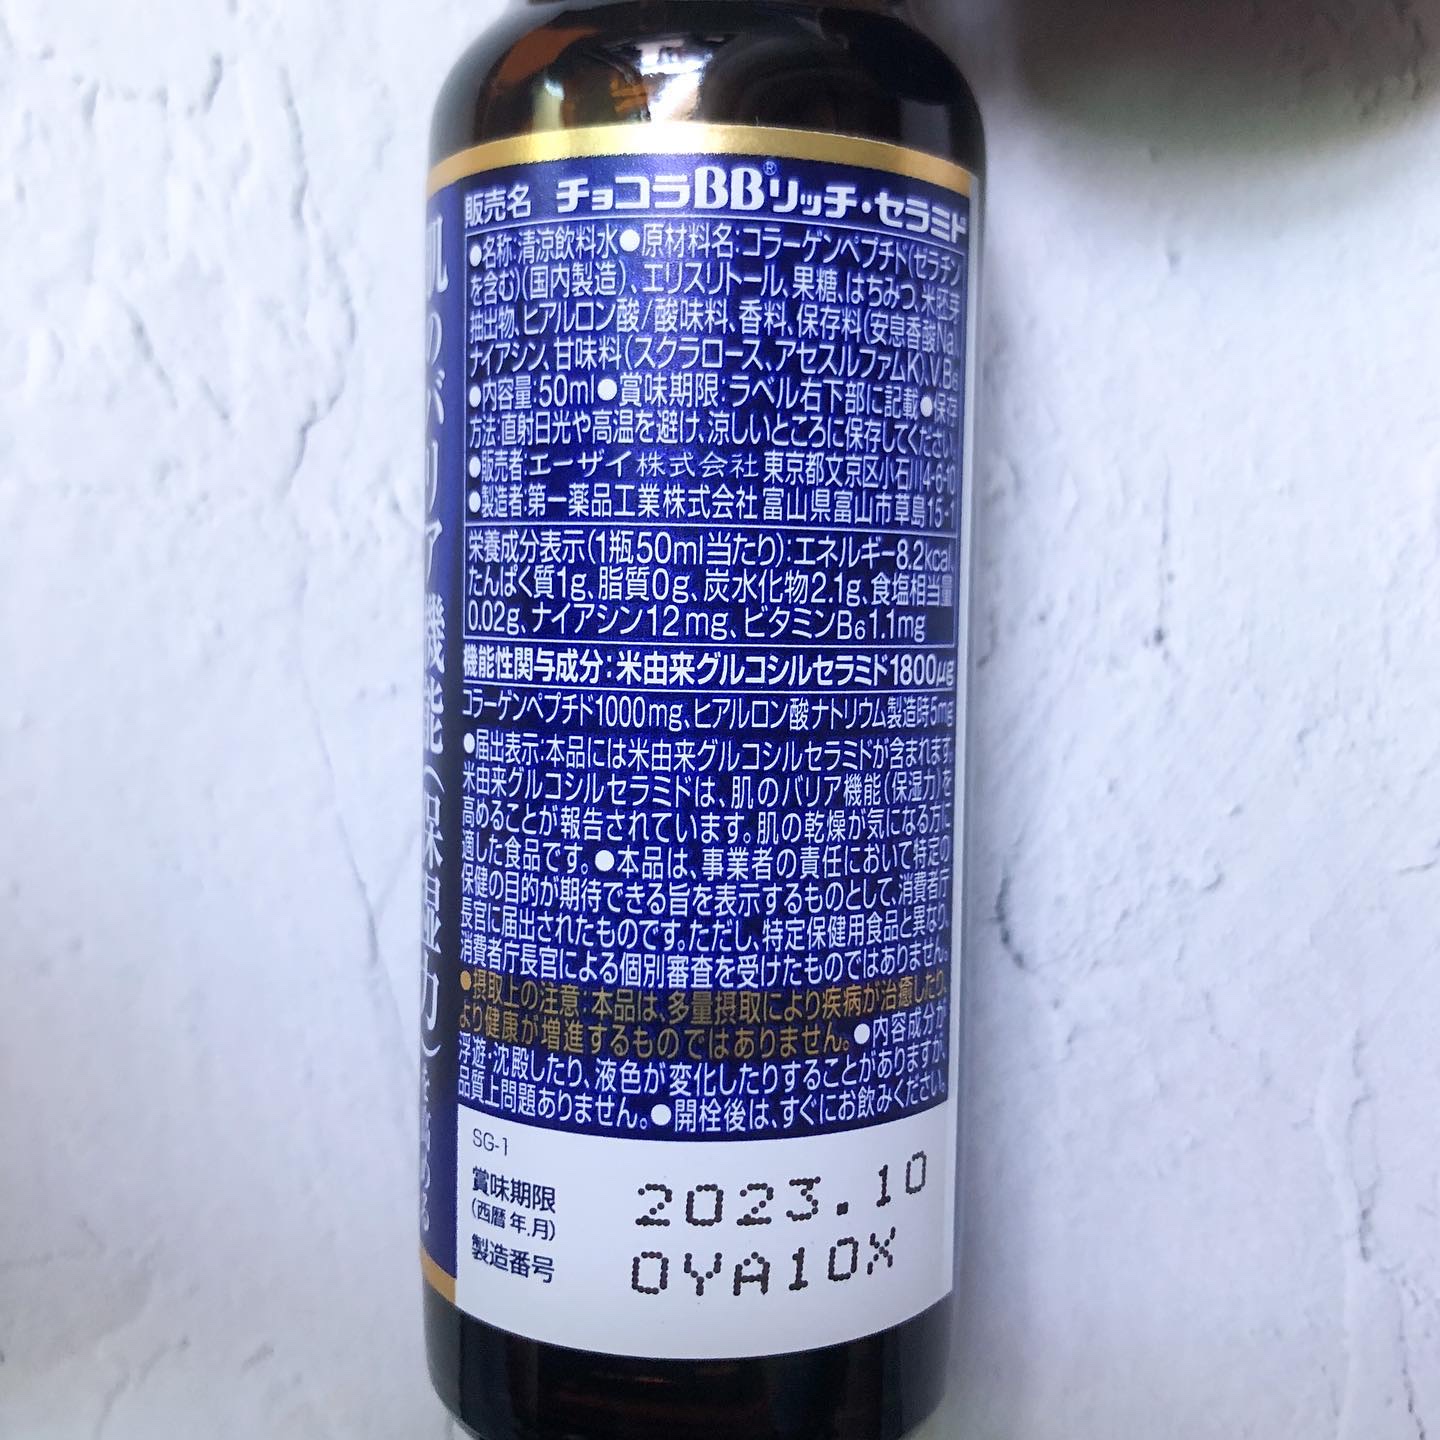 販売名 チョコラBB®リッチ・セラミド
●名称:清涼飲料水●原材料名:コラーゲンペプチド(ゼラチン
を含む)(国内製造)、エリスリトール、果糖、はちみつ、米胚芽
抽出物、ヒアルロン酸/酸味料、香料、保存料(安息香酸Na)、
ナイアシン、甘味料(スクラロース、アセスルファムK)、V.B6
●内容量:50ml●賞味期限:ラベル右下部に記載●保存
方法:直射日光や高温を避け、涼しいところに保存してください。
●販売者:エーザイ株式会社 東京都文京区小石川4-6-10
●製造者:第一薬品工業株式会社 富山県富山市草島15-1
栄養成分表示(1瓶50ml当たり):エネルギー8.2kcal、
たんぱく質1g、脂質0g、炭水化物2.1g、食塩相当量
0.02g、ナイアシン12mg、ビタミンB6 1.1mg
機能性関与成分:米由来グルコシルセラミド1800μg
コラーゲンペプチド1000mg、ヒアルロン酸ナトリウム製造時5mg
●届出表示:本品には米由来グルコシルセラミドが含まれます。
米由来グルコシルセラミドは、肌のバリア機能(保湿力)を
高めることが報告されています。肌の乾燥が気になる方に
適した食品です。●本品は、事業者の責任において特定の
保健の目的が期待できる旨を表示するものとして、消費者庁
長官に届出されたものです。ただし、特定保健用食品と異なり、
消費者庁長官による個別審査を受けたものではありません。
●摂取上の注意:本品は、多量摂取により疾病が治癒したり、
より健康が増進するものではありません。●内容成分が
浮遊・沈殿したり、液色が変化したりすることがありますが、
品質上問題ありません。●開栓後は、すぐにお飲みください。
SG-1
賞味期限
(西暦 年.月)
製造番号
2023.10
OYA10X
肌のバリア機能(保湿力)を高める。